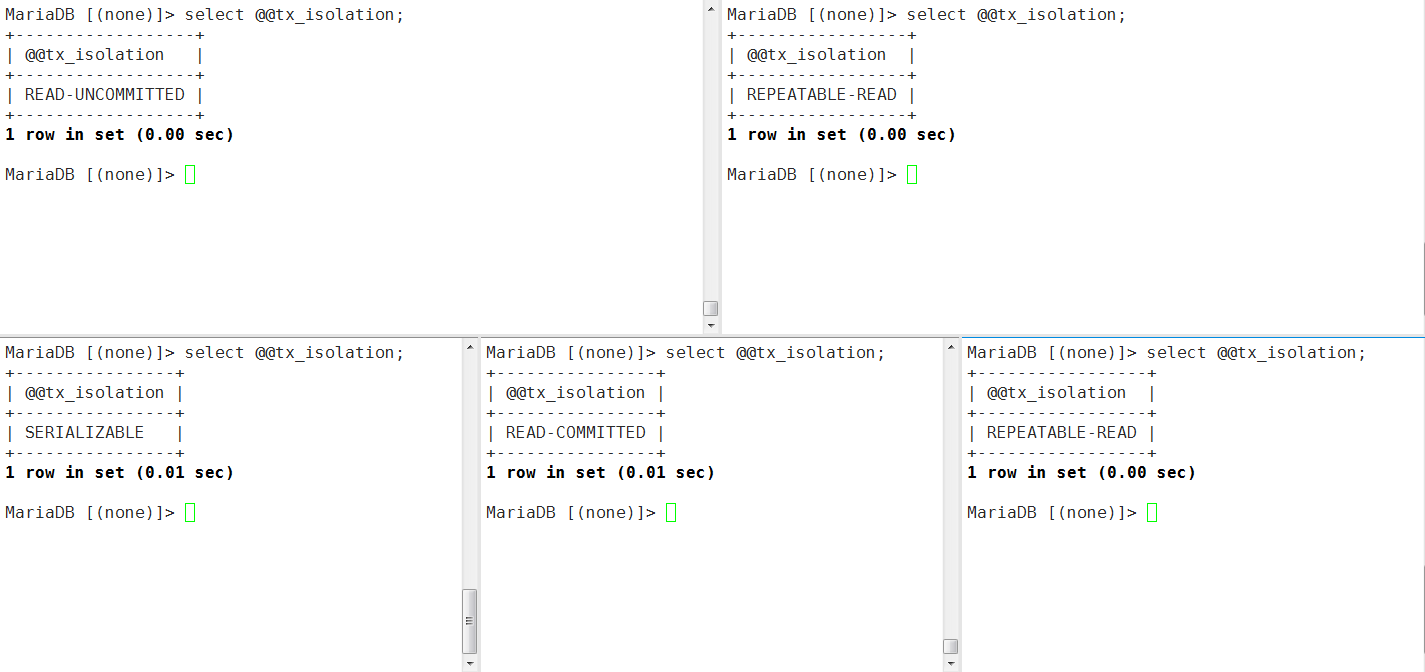 MariaDB [(none)]> select @@tx_isolation;
+------------------+
| @@tx_isolation   |
+------------------+
| READ-UNCOMMITTED |
+------------------+
1 row in set (0.00 sec)
MariaDB [(none)]>
MariaDB [(none)]> select @@tx_isolation;
+-----------------+
| @@tx_isolation  |
+-----------------+
| REPEATABLE-READ |
+-----------------+
1 row in set (0.00 sec)
MariaDB [(none)]>
MariaDB [(none)]> select @@tx_isolation;
+----------------+
| @@tx_isolation |
+----------------+
| SERIALIZABLE   |
+----------------+
1 row in set (0.01 sec)
MariaDB [(none)]>
MariaDB [(none)]> select @@tx_isolation;
+----------------+
| @@tx_isolation |
+----------------+
| READ-COMMITTED |
+----------------+
1 row in set (0.01 sec)
MariaDB [(none)]>
MariaDB [(none)]> select @@tx_isolation;
+-----------------+
| @@tx_isolation  |
+-----------------+
| REPEATABLE-READ |
+-----------------+
1 row in set (0.00 sec)
MariaDB [(none)]>